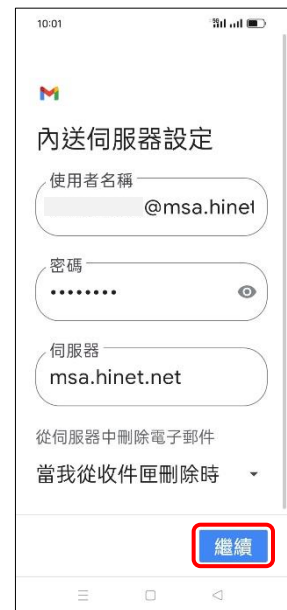 10:01
內送伺服器設定
使用者名稱
@msa.hinet
密碼
••••••••
伺服器
msa.hinet.net
從伺服器中刪除電子郵件
當我從收件匣刪除時
繼續